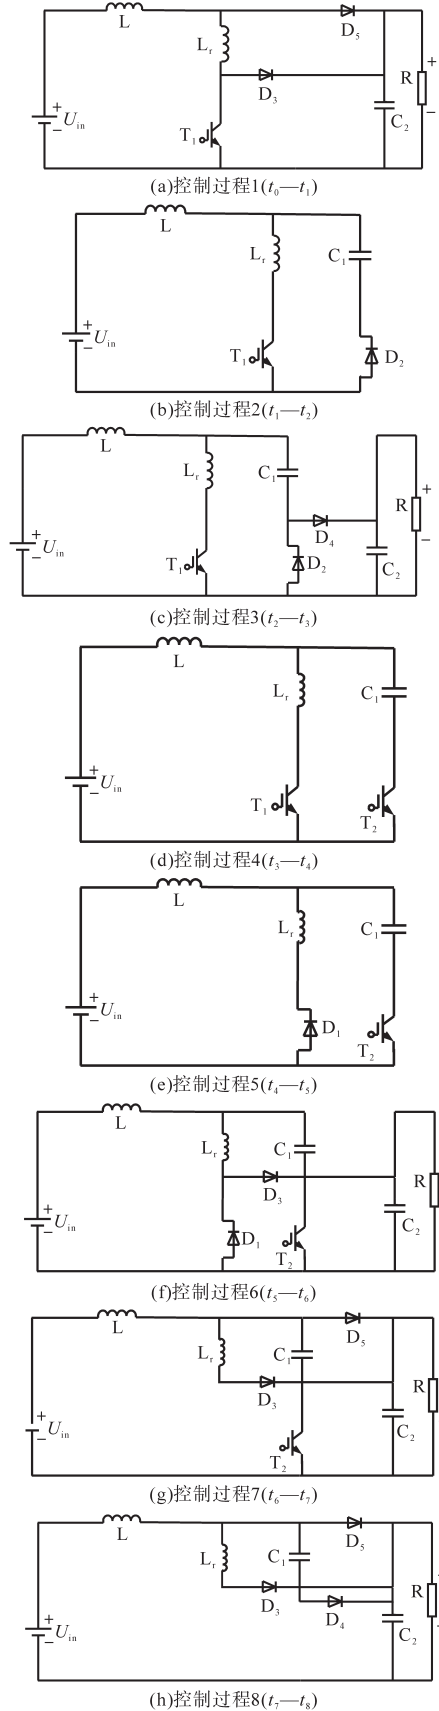 L
D₅
Lᵣ
D₃
R
+
−
C₂
+
−
Uᵢₙ
T₁
(a)控制过程1(t₀—t₁)
L
Lᵣ
C₁
+
−
Uᵢₙ
T₁
D₂
(b)控制过程2(t₁—t₂)
L
Lᵣ
C₁
R
+
−
D₄
+
−
Uᵢₙ
T₁
D₂
C₂
(c)控制过程3(t₂—t₃)
L
Lᵣ
C₁
+
−
Uᵢₙ
T₁
T₂
(d)控制过程4(t₃—t₄)
L
Lᵣ
C₁
+
−
Uᵢₙ
D₁
T₂
(e)控制过程5(t₄—t₅)
L
Lᵣ
C₁
D₃
R
+
−
Uᵢₙ
D₁
T₂
C₂
(f)控制过程6(t₅—t₆)
L
D₅
Lᵣ
C₁
D₃
R
+
−
Uᵢₙ
C₂
T₂
(g)控制过程7(t₆—t₇)
L
D₅
Lᵣ
C₁
D₃
D₄
R
+
−
Uᵢₙ
C₂
(h)控制过程8(t₇—t₈)